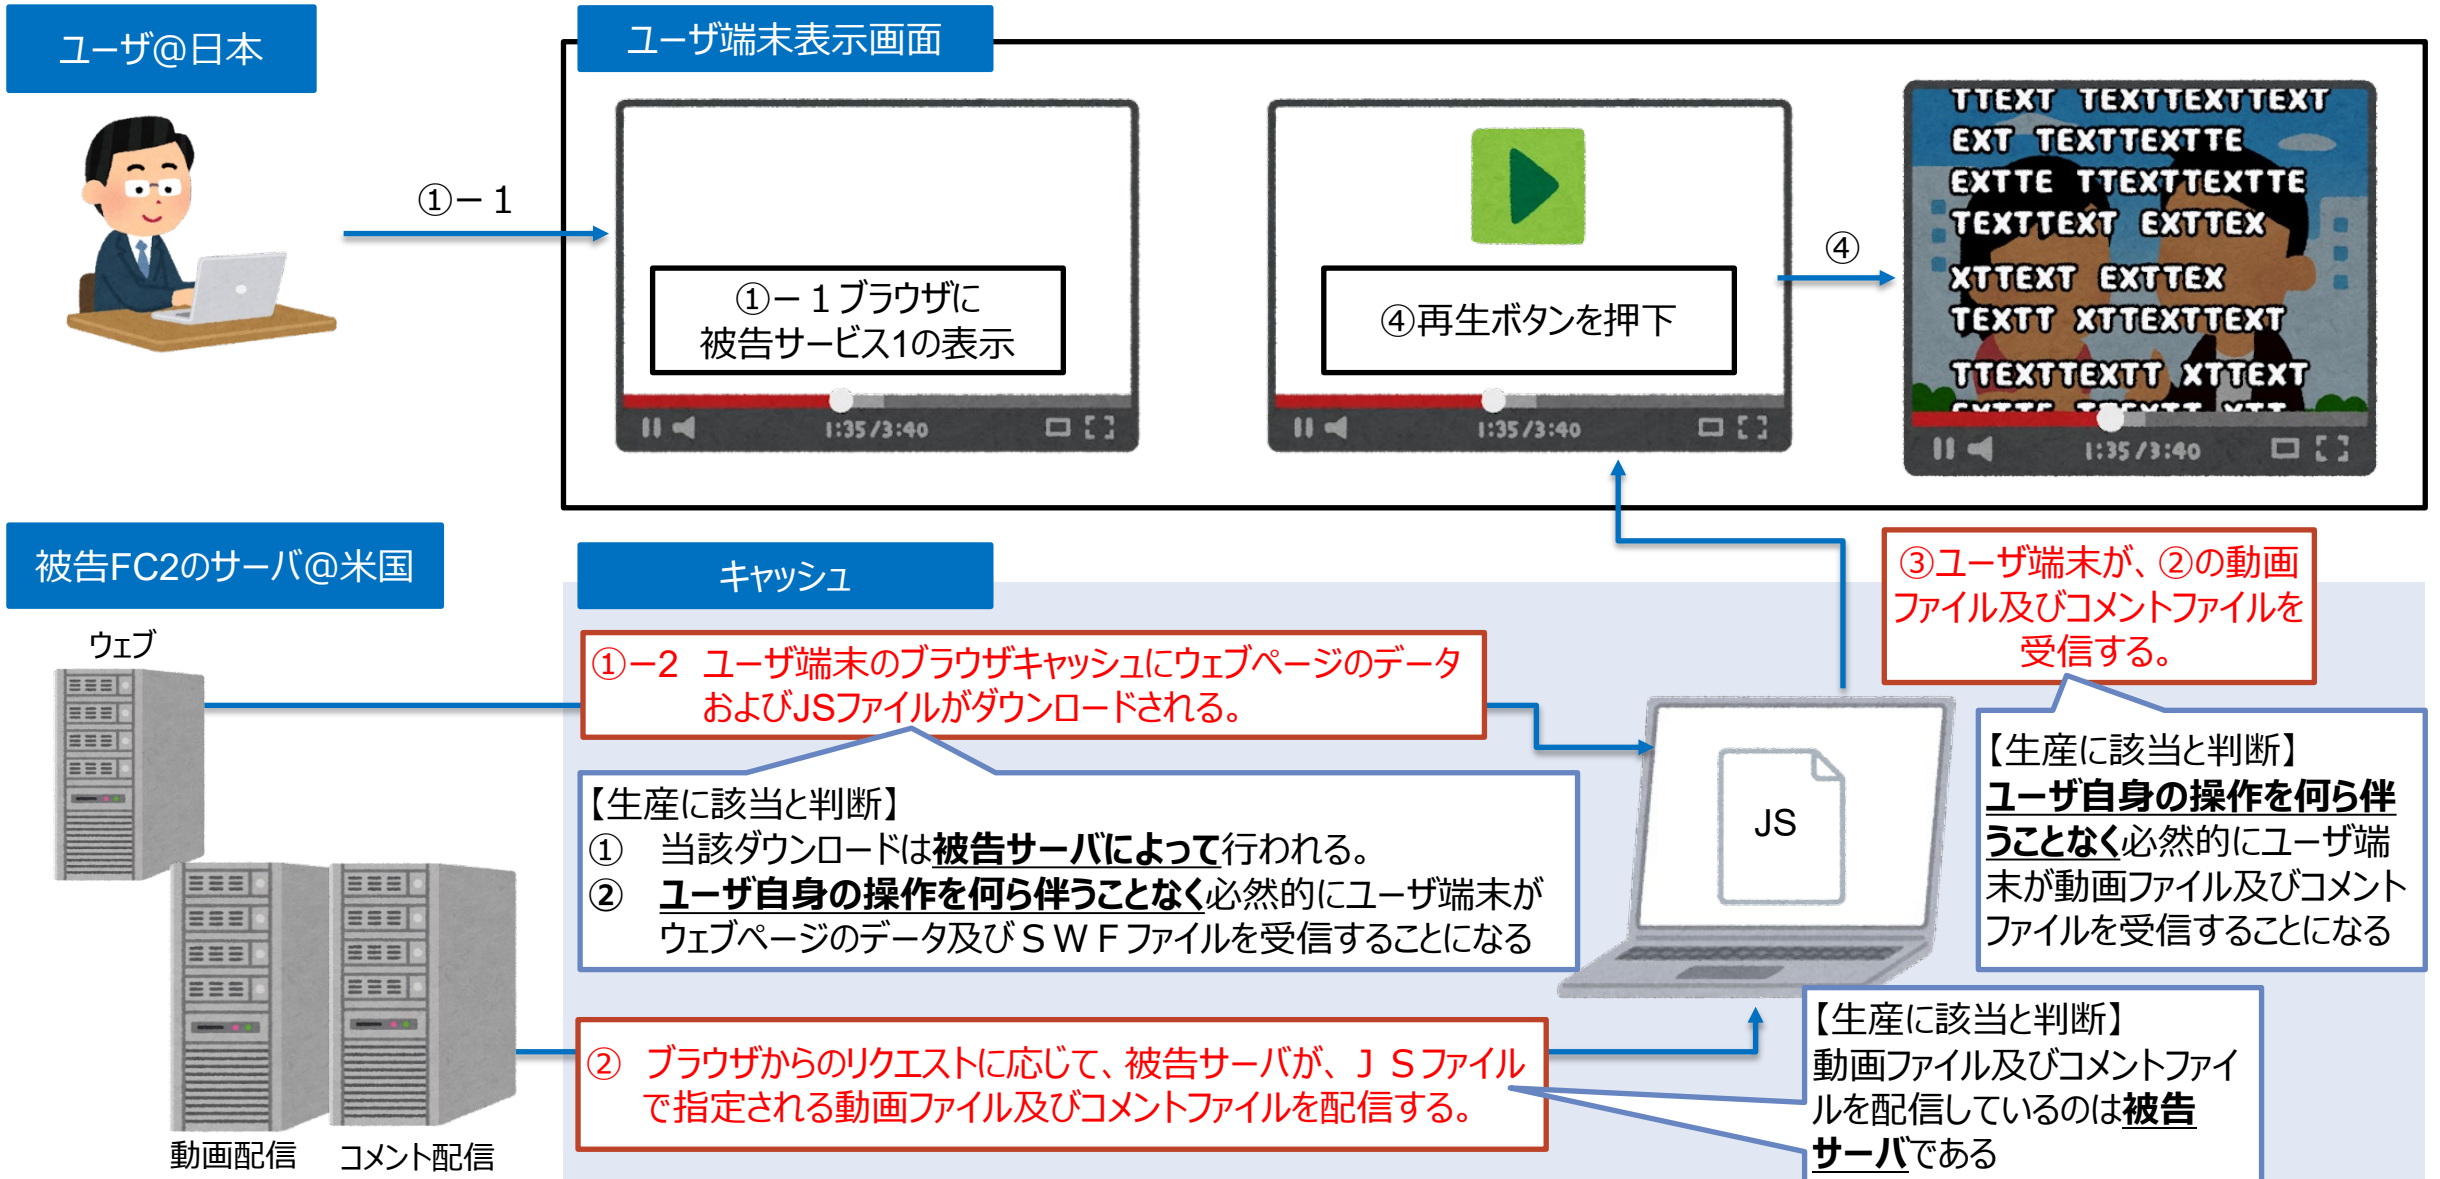 ユーザ@日本
ユーザ端末表示画面
①－１
①－１ブラウザに
被告サービス1の表示
1:35/3:40
④再生ボタンを押下
1:35/3:40
④
TTEXT TEXTTEXTTEXT
EXT TEXTTEXTTE
EXTTE TTEXTTEXTTE
TEXTTEXT EXTTEX
XTTEXT EXTTEX
TEXTT XTTEXTTEXT
TTEXTTEXTT XTTEXT
1:35/3:40
被告FC2のサーバ@米国
キャッシュ
③ユーザ端末が、②の動画
ファイル及びコメントファイルを
受信する。
ウェブ
①－2　ユーザ端末のブラウザキャッシュにウェブページのデータ
およびJSファイルがダウンロードされる。
【生産に該当と判断】
①　当該ダウンロードは被告サーバによって行われる。
②　ユーザ自身の操作を何ら伴うことなく必然的にユーザ端末が
ウェブページのデータ及びＳＷＦファイルを受信することになる
JS
【生産に該当と判断】
ユーザ自身の操作を何ら伴
うことなく必然的にユーザ端
末が動画ファイル及びコメント
ファイルを受信することになる
②　ブラウザからのリクエストに応じて、被告サーバが、ＪＳファイル
で指定される動画ファイル及びコメントファイルを配信する。
【生産に該当と判断】
動画ファイル及びコメントファイ
ルを配信しているのは被告
サーバである
動画配信
コメント配信